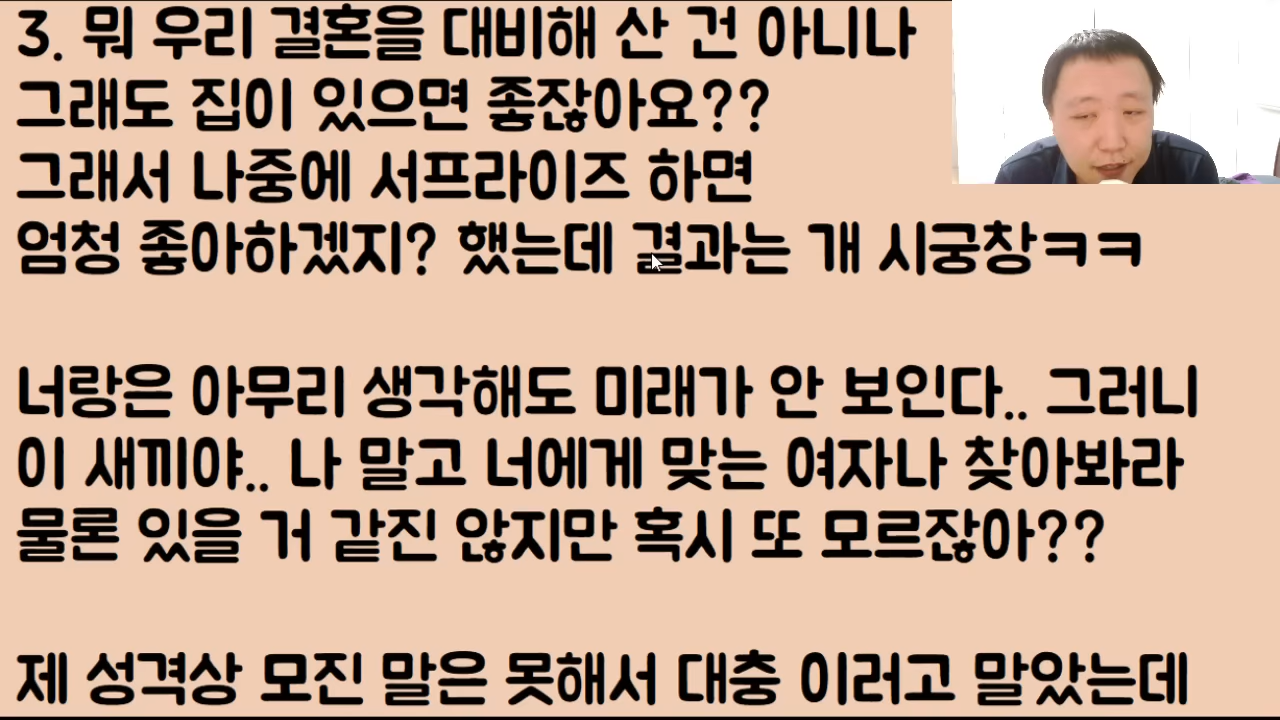 3. 뭐 우리 결혼을 대비해 산 건 아니나
그래도 집이 있으면 좋잖아요??
그래서 나중에 서프라이즈 하면
엄청 좋아하겠지? 했는데 결과는 개 시궁창ㅋㅋ
너랑은 아무리 생각해도 미래가 안 보인다.. 그러니
이 새끼야.. 나 말고 너에게 맞는 여자나 찾아봐라
물론 있을 거 같진 않지만 혹시 또 모르잖아??
제 성격상 모진 말은 못해서 대충 이러고 말았는데